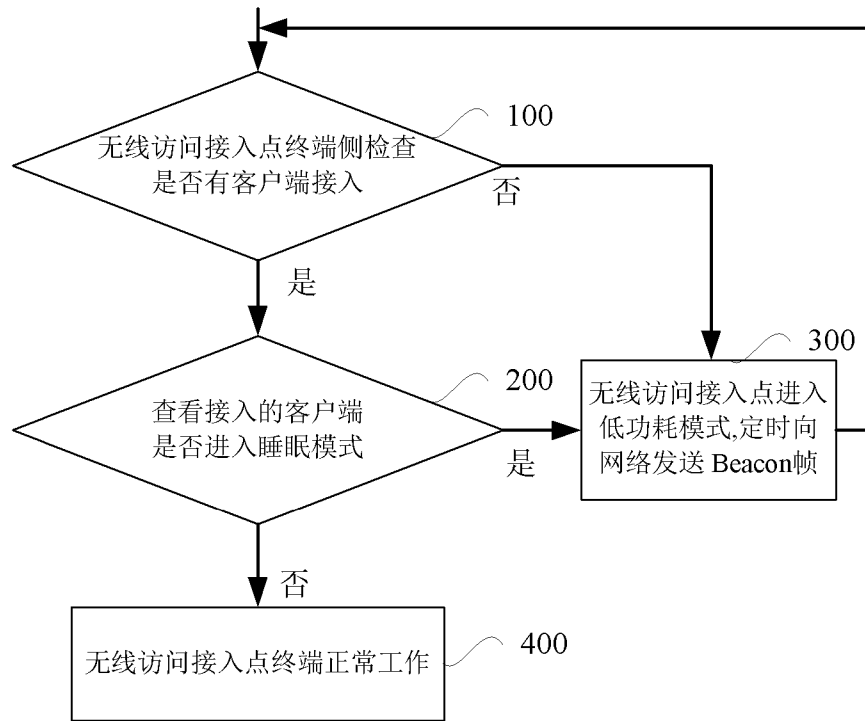 100
无线访问接入点终端侧检查
是否有客户端接入
否
是
200
查看接入的客户端
是否进入睡眠模式
是
300
无线访问接入点进入
低功耗模式,定时向
网络发送 Beacon帧
否
400
无线访问接入点终端正常工作